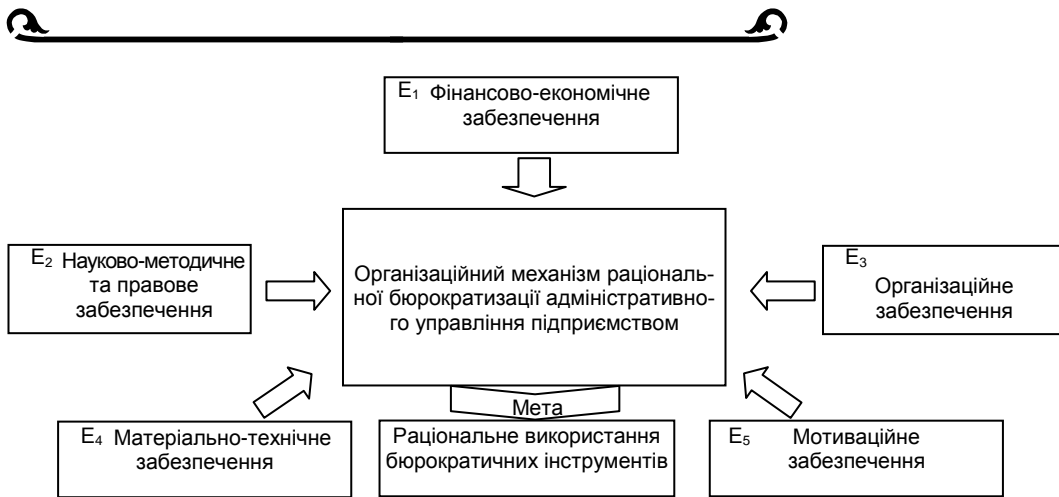 E₁ Фінансово-економічне
забезпечення
E₂ Науково-методичне
та правове
забезпечення
Організаційний механізм раціональ-
ної бюрократизації адміністративно-
го управління підприємством
E₃
Організаційне
забезпечення
Мета
E₄ Матеріально-технічне
забезпечення
Раціональне використання
бюрократичних інструментів
E₅ Мотиваційне
забезпечення